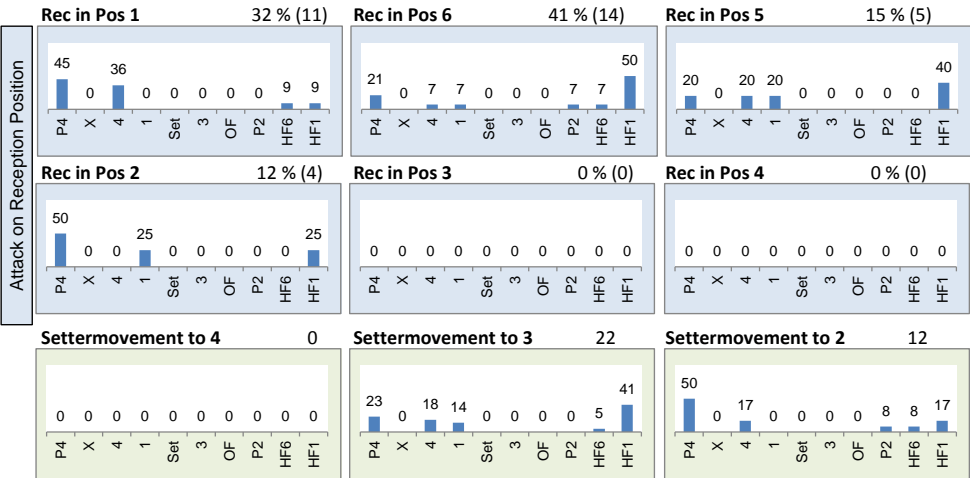 Attack on Reception Position
Rec in Pos 1 32 % (11)
45 0 36 0 0 0 0 0 9 9
P4 X 4 1 Set 3 OF P2 HF6 HF1
Rec in Pos 6 41 % (14)
21 0 7 7 0 0 0 7 7 50
P4 X 4 1 Set 3 OF P2 HF6 HF1
Rec in Pos 5 15 % (5)
20 0 20 20 0 0 0 0 0 40
P4 X 4 1 Set 3 OF P2 HF6 HF1
Rec in Pos 2 12 % (4)
50 0 0 25 0 0 0 0 0 25
P4 X 4 1 Set 3 OF P2 HF6 HF1
Rec in Pos 3 0 % (0)
0 0 0 0 0 0 0 0 0 0
P4 X 4 1 Set 3 OF P2 HF6 HF1
Rec in Pos 4 0 % (0)
0 0 0 0 0 0 0 0 0 0
P4 X 4 1 Set 3 OF P2 HF6 HF1
Settermovement to 4 0
0 0 0 0 0 0 0 0 0 0
P4 X 4 1 Set 3 OF P2 HF6 HF1
Settermovement to 3 22
23 0 18 14 0 0 0 0 5 41
P4 X 4 1 Set 3 OF P2 HF6 HF1
Settermovement to 2 12
50 0 17 0 0 0 0 8 8 17
P4 X 4 1 Set 3 OF P2 HF6 HF1